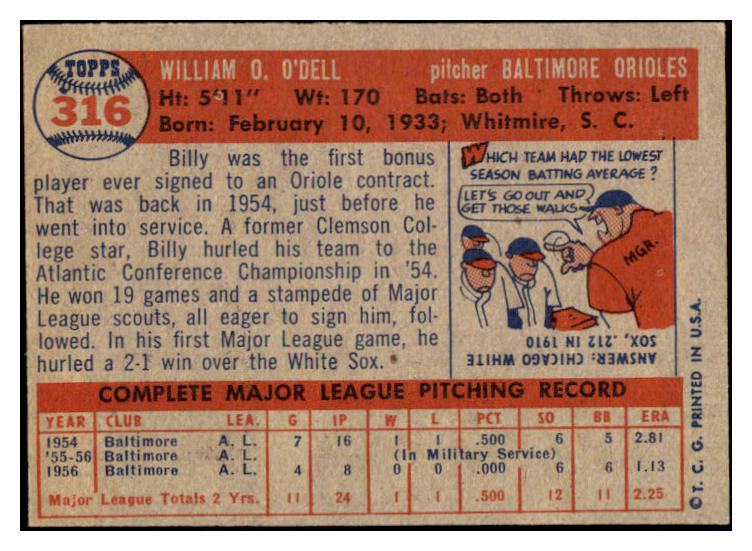 TOPPS
316
WILLIAM O. O'DELL pitcher BALTIMORE ORIOLES
Ht: 5'11" Wt: 170 Bats: Both Throws: Left
Born: February 10, 1933; Whitmire, S. C.
Billy was the first bonus
player ever signed to an Oriole contract.
That was back in 1954, just before he
went into service. A former Clemson Col-
lege star, Billy hurled his team to the
Atlantic Conference Championship in '54.
He won 19 games and a stampede of Major
League scouts, all eager to sign him, fol-
lowed. In his first Major League game, he
hurled a 2-1 win over the White Sox.
WHICH TEAM HAD THE LOWEST
SEASON BATTING AVERAGE?
LET'S GO OUT AND
GET THOSE WALKS
MGR.
ANSWER: CHICAGO WHITE
SOX, .212 IN 1910
COMPLETE MAJOR LEAGUE PITCHING RECORD
YEAR CLUB LEA. G IP W L PCT SO BB ERA
1954 Baltimore A. L. 7 16 1 1 .500 6 5 2.81
'55-56 Baltimore A. L. (In Military Service)
1956 Baltimore A. L. 4 8 0 0 .000 6 6 1.13
Major League Totals 2 Yrs. 11 24 1 1 .500 12 11 2.25
© T. C. G. PRINTED IN U.S.A.